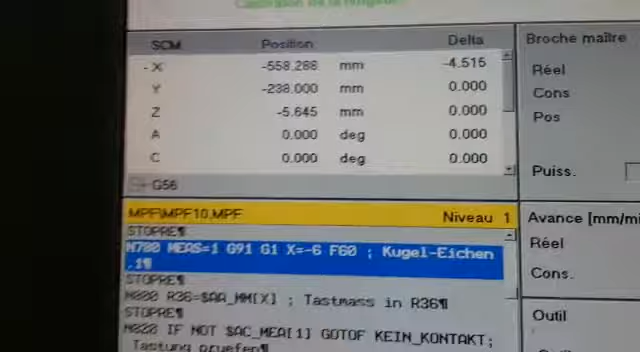 SCM Position Delta
-X -558.288 mm -4.515
Y -238.000 mm 0.000
Z -5.645 mm 0.000
A 0.000 deg 0.000
C 0.000 deg 0.000
G56
MPF\MPF10.MPF Niveau 1
STOPRE¶
N700 MEAS=1 G91 G1 X=-6 F60 ; Kugel-Eichen
.1¶
STOPRE¶
N800 R36=$AA_MM[X] ; Tastmass in R36¶
STOPRE¶
N820 IF NOT $AC_MEA[1] GOTOF KEIN_KONTAKT;
Tastung pruefen¶
Broche maître
Réel
Cons
Pos
Puiss.
Avance [mm/mi
Réel
Cons.
Outil